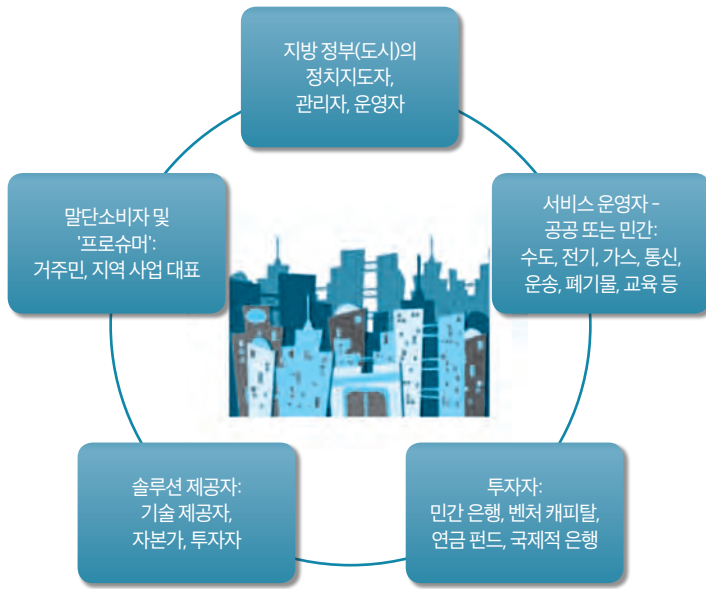 지방 정부(도시)의
정치지도자,
관리자, 운영자
서비스 운영자 –
공공 또는 민간:
수도, 전기, 가스, 통신,
운송, 폐기물, 교육 등
투자자:
민간 은행, 벤처 캐피탈,
연금 펀드, 국제적 은행
솔루션 제공자:
기술 제공자,
자본가, 투자자
말단소비자 및
'프로슈머':
거주민, 지역 사업 대표